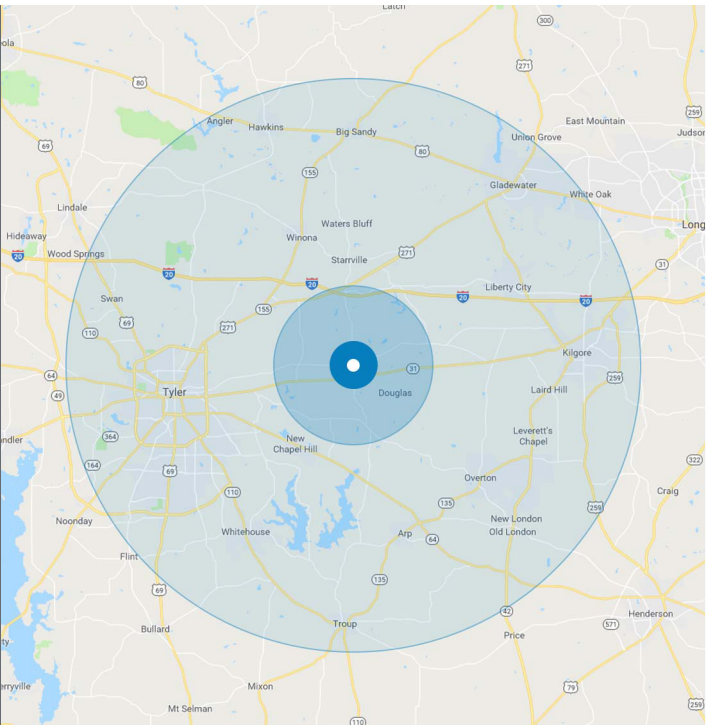 Latch
300
ola
271
80
259
East Mountain
Angler
Hawkins
Big Sandy
Union Grove
Judson
69
80
155
Gladewater
White Oak
Lindale
Waters Bluff
Long
Hideaway
Winona
20
Wood Springs
271
Starville
31
20
20
Liberty City
20
20
Swan
155
69
271
110
Kilgore
64
31
259
Tyler
Douglas
Laird Hill
49
ndler
364
New
Chapel Hill
Leverett's
Chapel
164
69
322
110
Overton
Craig
135
259
Noonday
New London
Whitehouse
Arp
Old London
64
Flint
135
69
42
Henderson
Troup
571
Bullard
Price
ty
erryville
Mixon
79
Mt Selman
259
110